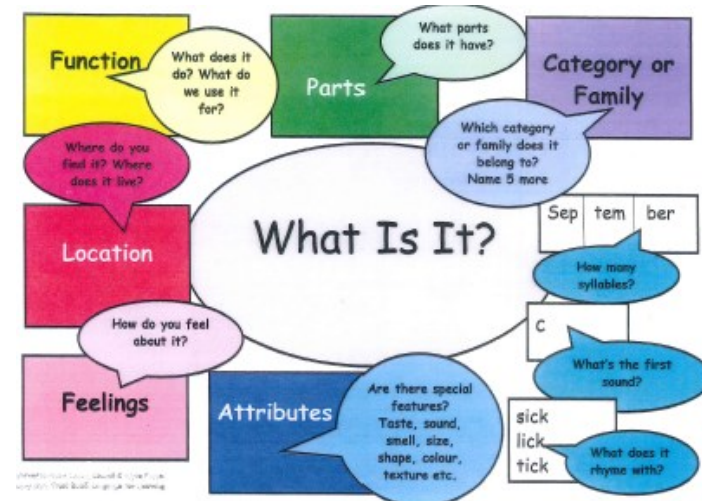 Function
What does it
do? What do
we use it
for?
Parts
What parts
does it have?
Category or
Family
Which category
or family does it
belong to?
Name 5 more
Where do you
find it? Where
does it live?
Location
What Is It?
Sep tem ber
How many
syllables?
How do you feel
about it?
Feelings
c
What's the first
sound?
Attributes
Are there special
features?
Taste, sound,
smell, size,
shape, colour,
texture etc.
sick
lick
tick
What does it
rhyme with?